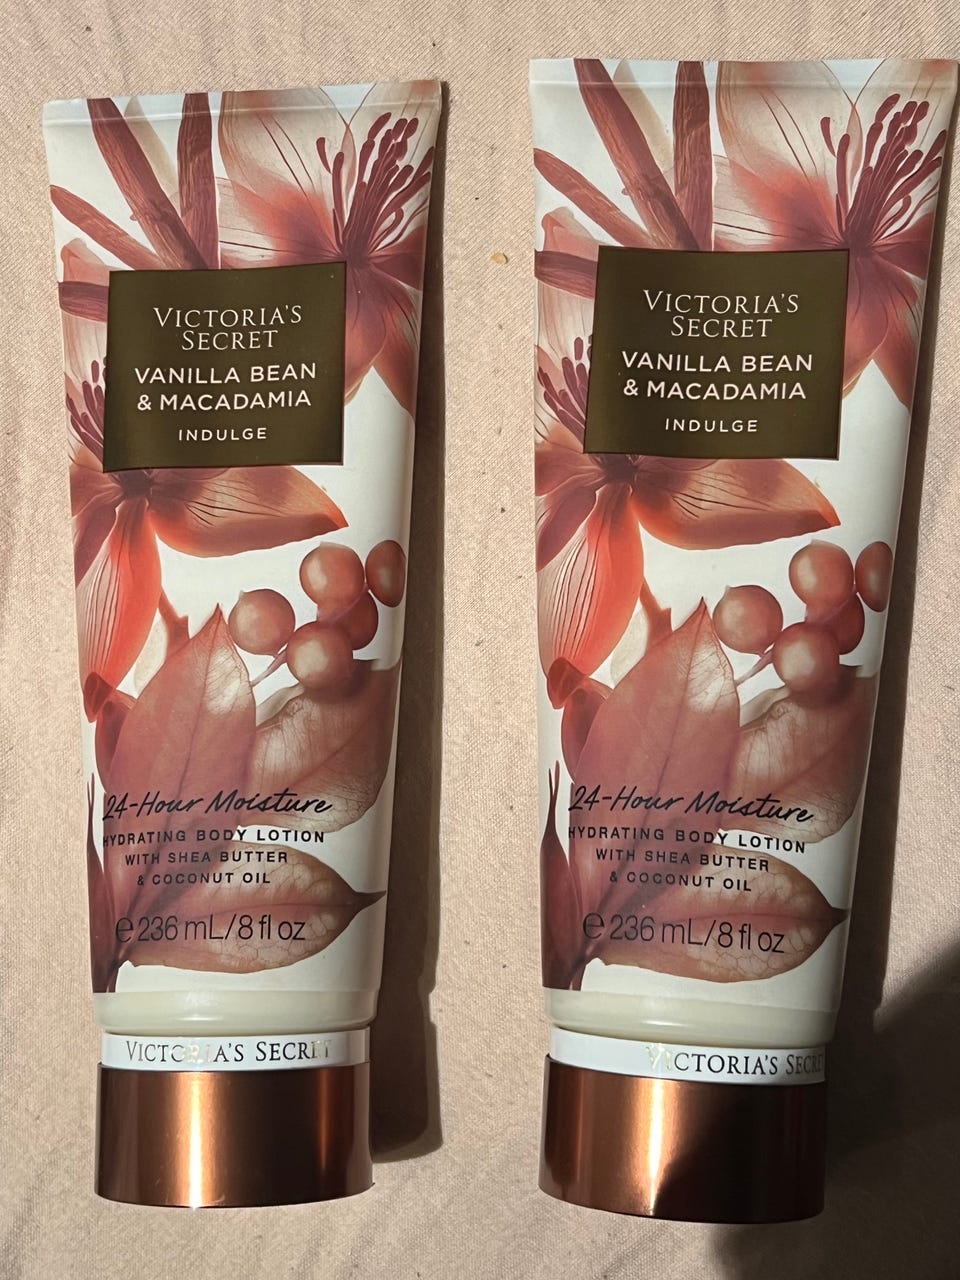 VICTORIA'S
SECRET
VANILLA BEAN
& MACADAMIA
INDULGE
24-Hour Moisture
HYDRATING BODY LOTION
WITH SHEA BUTTER
& COCONUT OIL
℮ 236 mL/8 fl oz
VICTORIA'S SECRET
VICTORIA'S
SECRET
VANILLA BEAN
& MACADAMIA
INDULGE
24-Hour Moisture
HYDRATING BODY LOTION
WITH SHEA BUTTER
& COCONUT OIL
℮ 236 mL/8 fl oz
VICTORIA'S SECRE